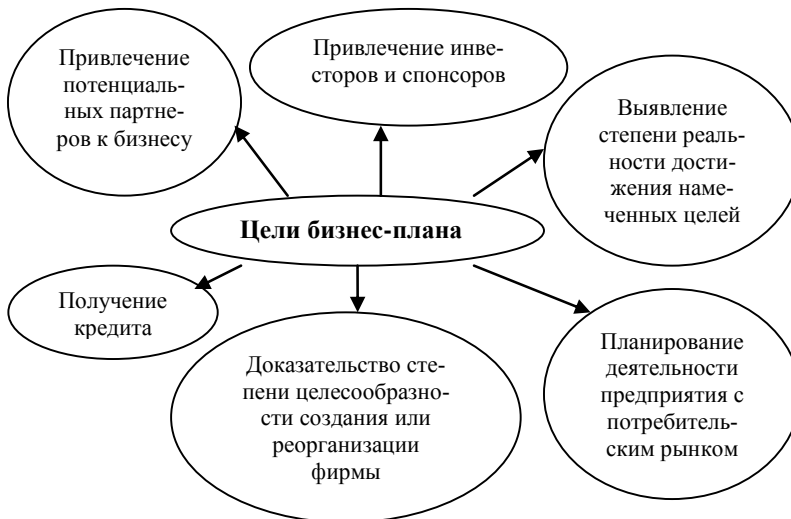 Привлечение
потенциаль-
ных партне-
ров к бизнесу
Привлечение инве-
сторов и спонсоров
Выявление
степени реаль-
ности дости-
жения наме-
ченных целей
Цели бизнес-плана
Получение
кредита
Доказательство сте-
пени целесообразно-
сти создания или
реорганизации
фирмы
Планирование
деятельности
предприятия с
потребитель-
ским рынком